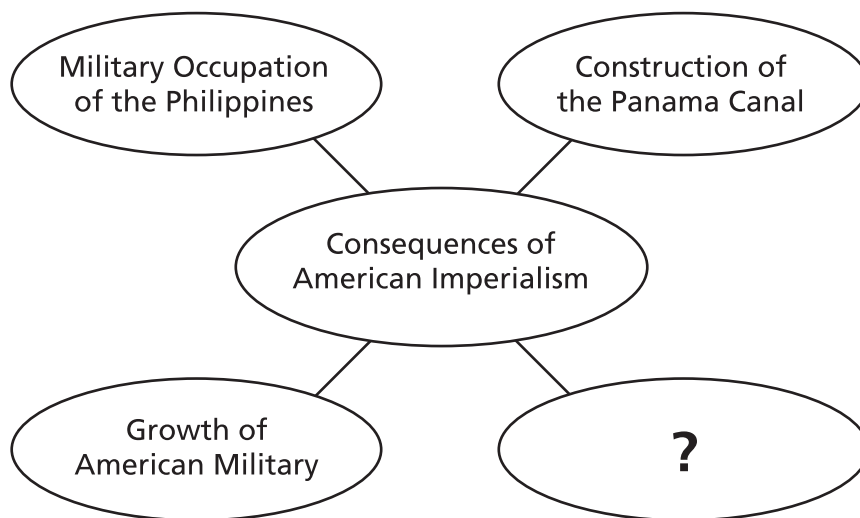 Military Occupation
of the Philippines
Construction of
the Panama Canal
Consequences of
American Imperialism
Growth of
American Military
?